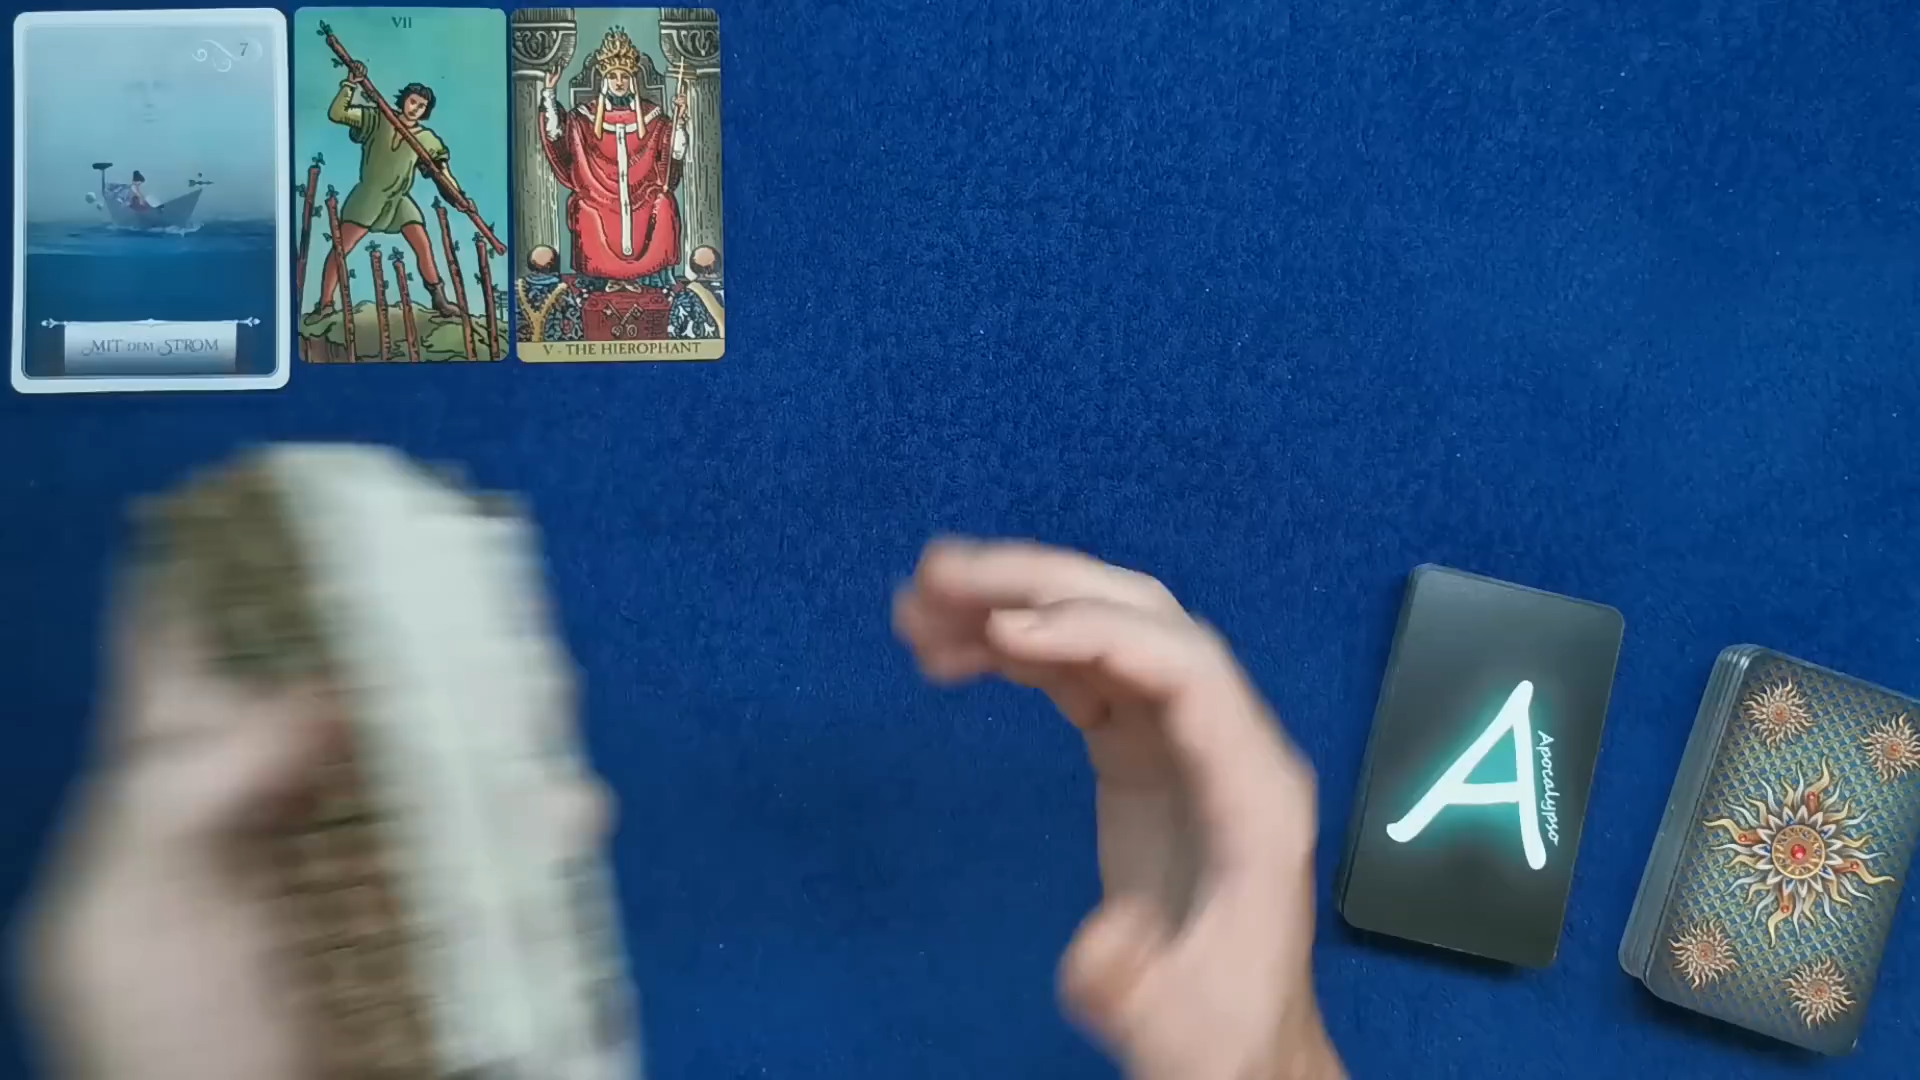 7
MIT DEM STROM
VII
V - THE HIEROPHANT
A
Apocalypso